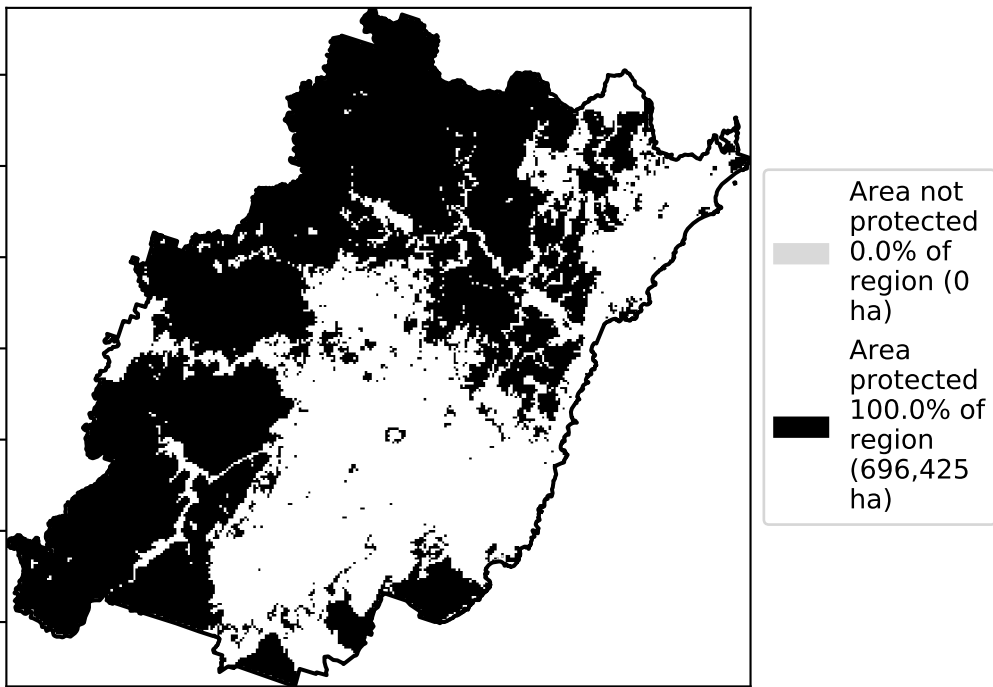 Area not
protected
0.0% of
region (0
ha)
Area
protected
100.0% of
region
(696,425
ha)